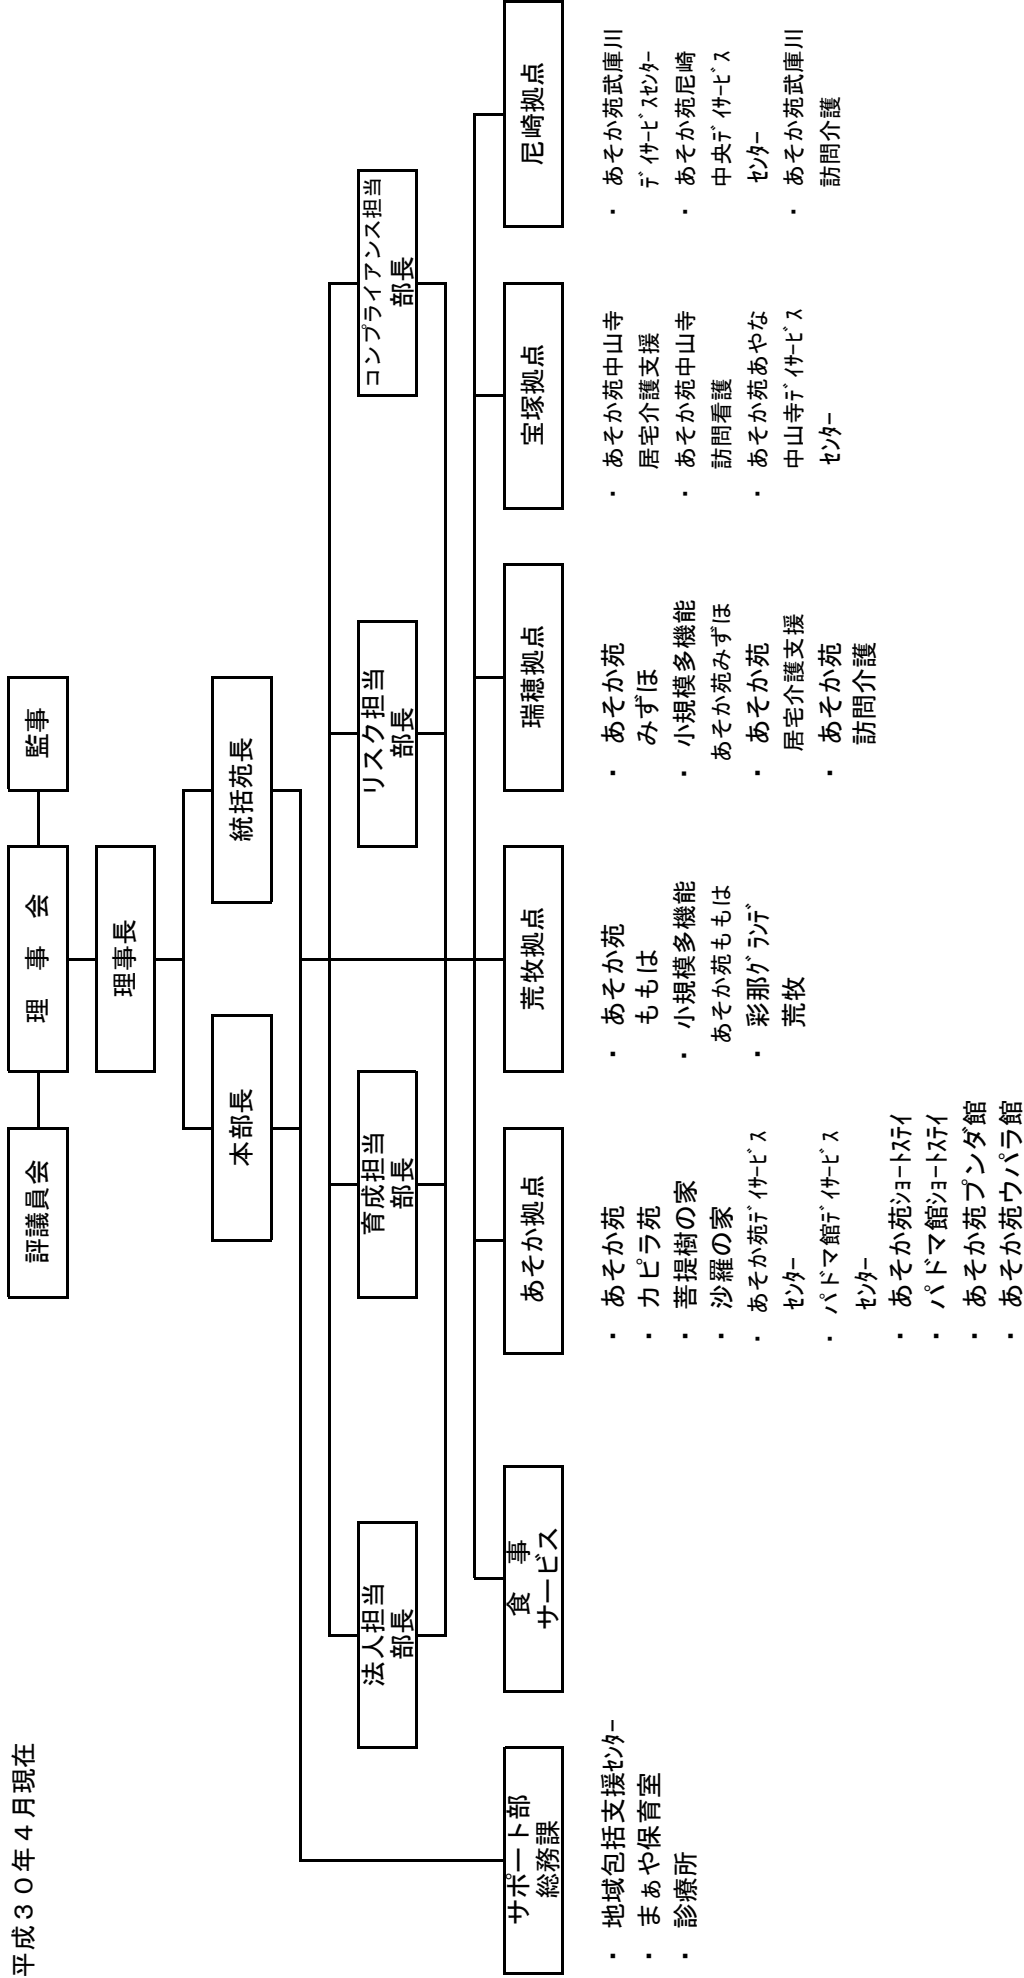 平成３０年４月現在
評議員会
理　事　会
監事
理事長
本部長
統括苑長
法人担当
部長
育成担当
部長
リスク担当
部長
コンプライアンス担当
部長
サポート部
総務課
食　事
サービス
あそか拠点
荒牧拠点
瑞穂拠点
宝塚拠点
尼崎拠点
・ 地域包括支援ｾﾝﾀｰ
・ まぁや保育室
・ 診療所
・ あそか苑
・ カピラ苑
・ 菩提樹の家
・ 沙羅の家
・ あそか苑ﾃﾞｲｻｰﾋﾞｽ
ｾﾝﾀｰ
・ パドマ館ﾃﾞｲｻｰﾋﾞｽ
ｾﾝﾀｰ
・ あそか苑ｼｮｰﾄｽﾃｲ
・ パドマ館ｼｮｰﾄｽﾃｲ
・ あそか苑プンダ館
・ あそか苑ウパラ館
・ あそか苑
ももは
・ 小規模多機能
あそか苑ももは
・ 彩那ｸﾞﾗﾝﾃﾞ
荒牧
・ あそか苑
みずほ
・ 小規模多機能
あそか苑みずほ
・ あそか苑
居宅介護支援
・ あそか苑
訪問介護
・ あそか苑中山寺
居宅介護支援
・ あそか苑中山寺
訪問看護
・ あそか苑あやな
中山寺ﾃﾞｲｻｰﾋﾞｽ
ｾﾝﾀｰ
・ あそか苑武庫川
ﾃﾞｲｻｰﾋﾞｽｾﾝﾀｰ
・ あそか苑尼崎
中央ﾃﾞｲｻｰﾋﾞｽ
ｾﾝﾀｰ
・ あそか苑武庫川
訪問介護